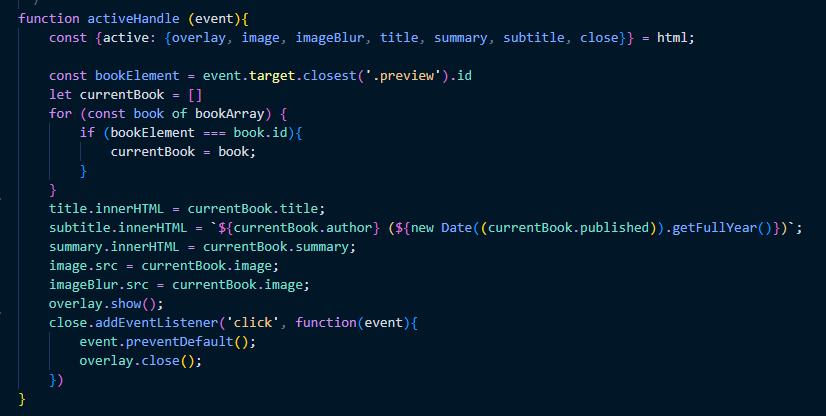 function activeHandle (event){
    const {active: {overlay, image, imageBlur, title, summary, subtitle, close}} = html;

    const bookElement = event.target.closest('.preview').id
    let currentBook = []
    for (const book of bookArray) {
        if (bookElement === book.id){
            currentBook = book;
        }
    }
    title.innerHTML = currentBook.title;
    subtitle.innerHTML = `${currentBook.author} (${new Date((currentBook.published)).getFullYear()})`;
    summary.innerHTML = currentBook.summary;
    image.src = currentBook.image;
    imageBlur.src = currentBook.image;
    overlay.show();
    close.addEventListener('click', function(event){
        event.preventDefault();
        overlay.close();
    })
}